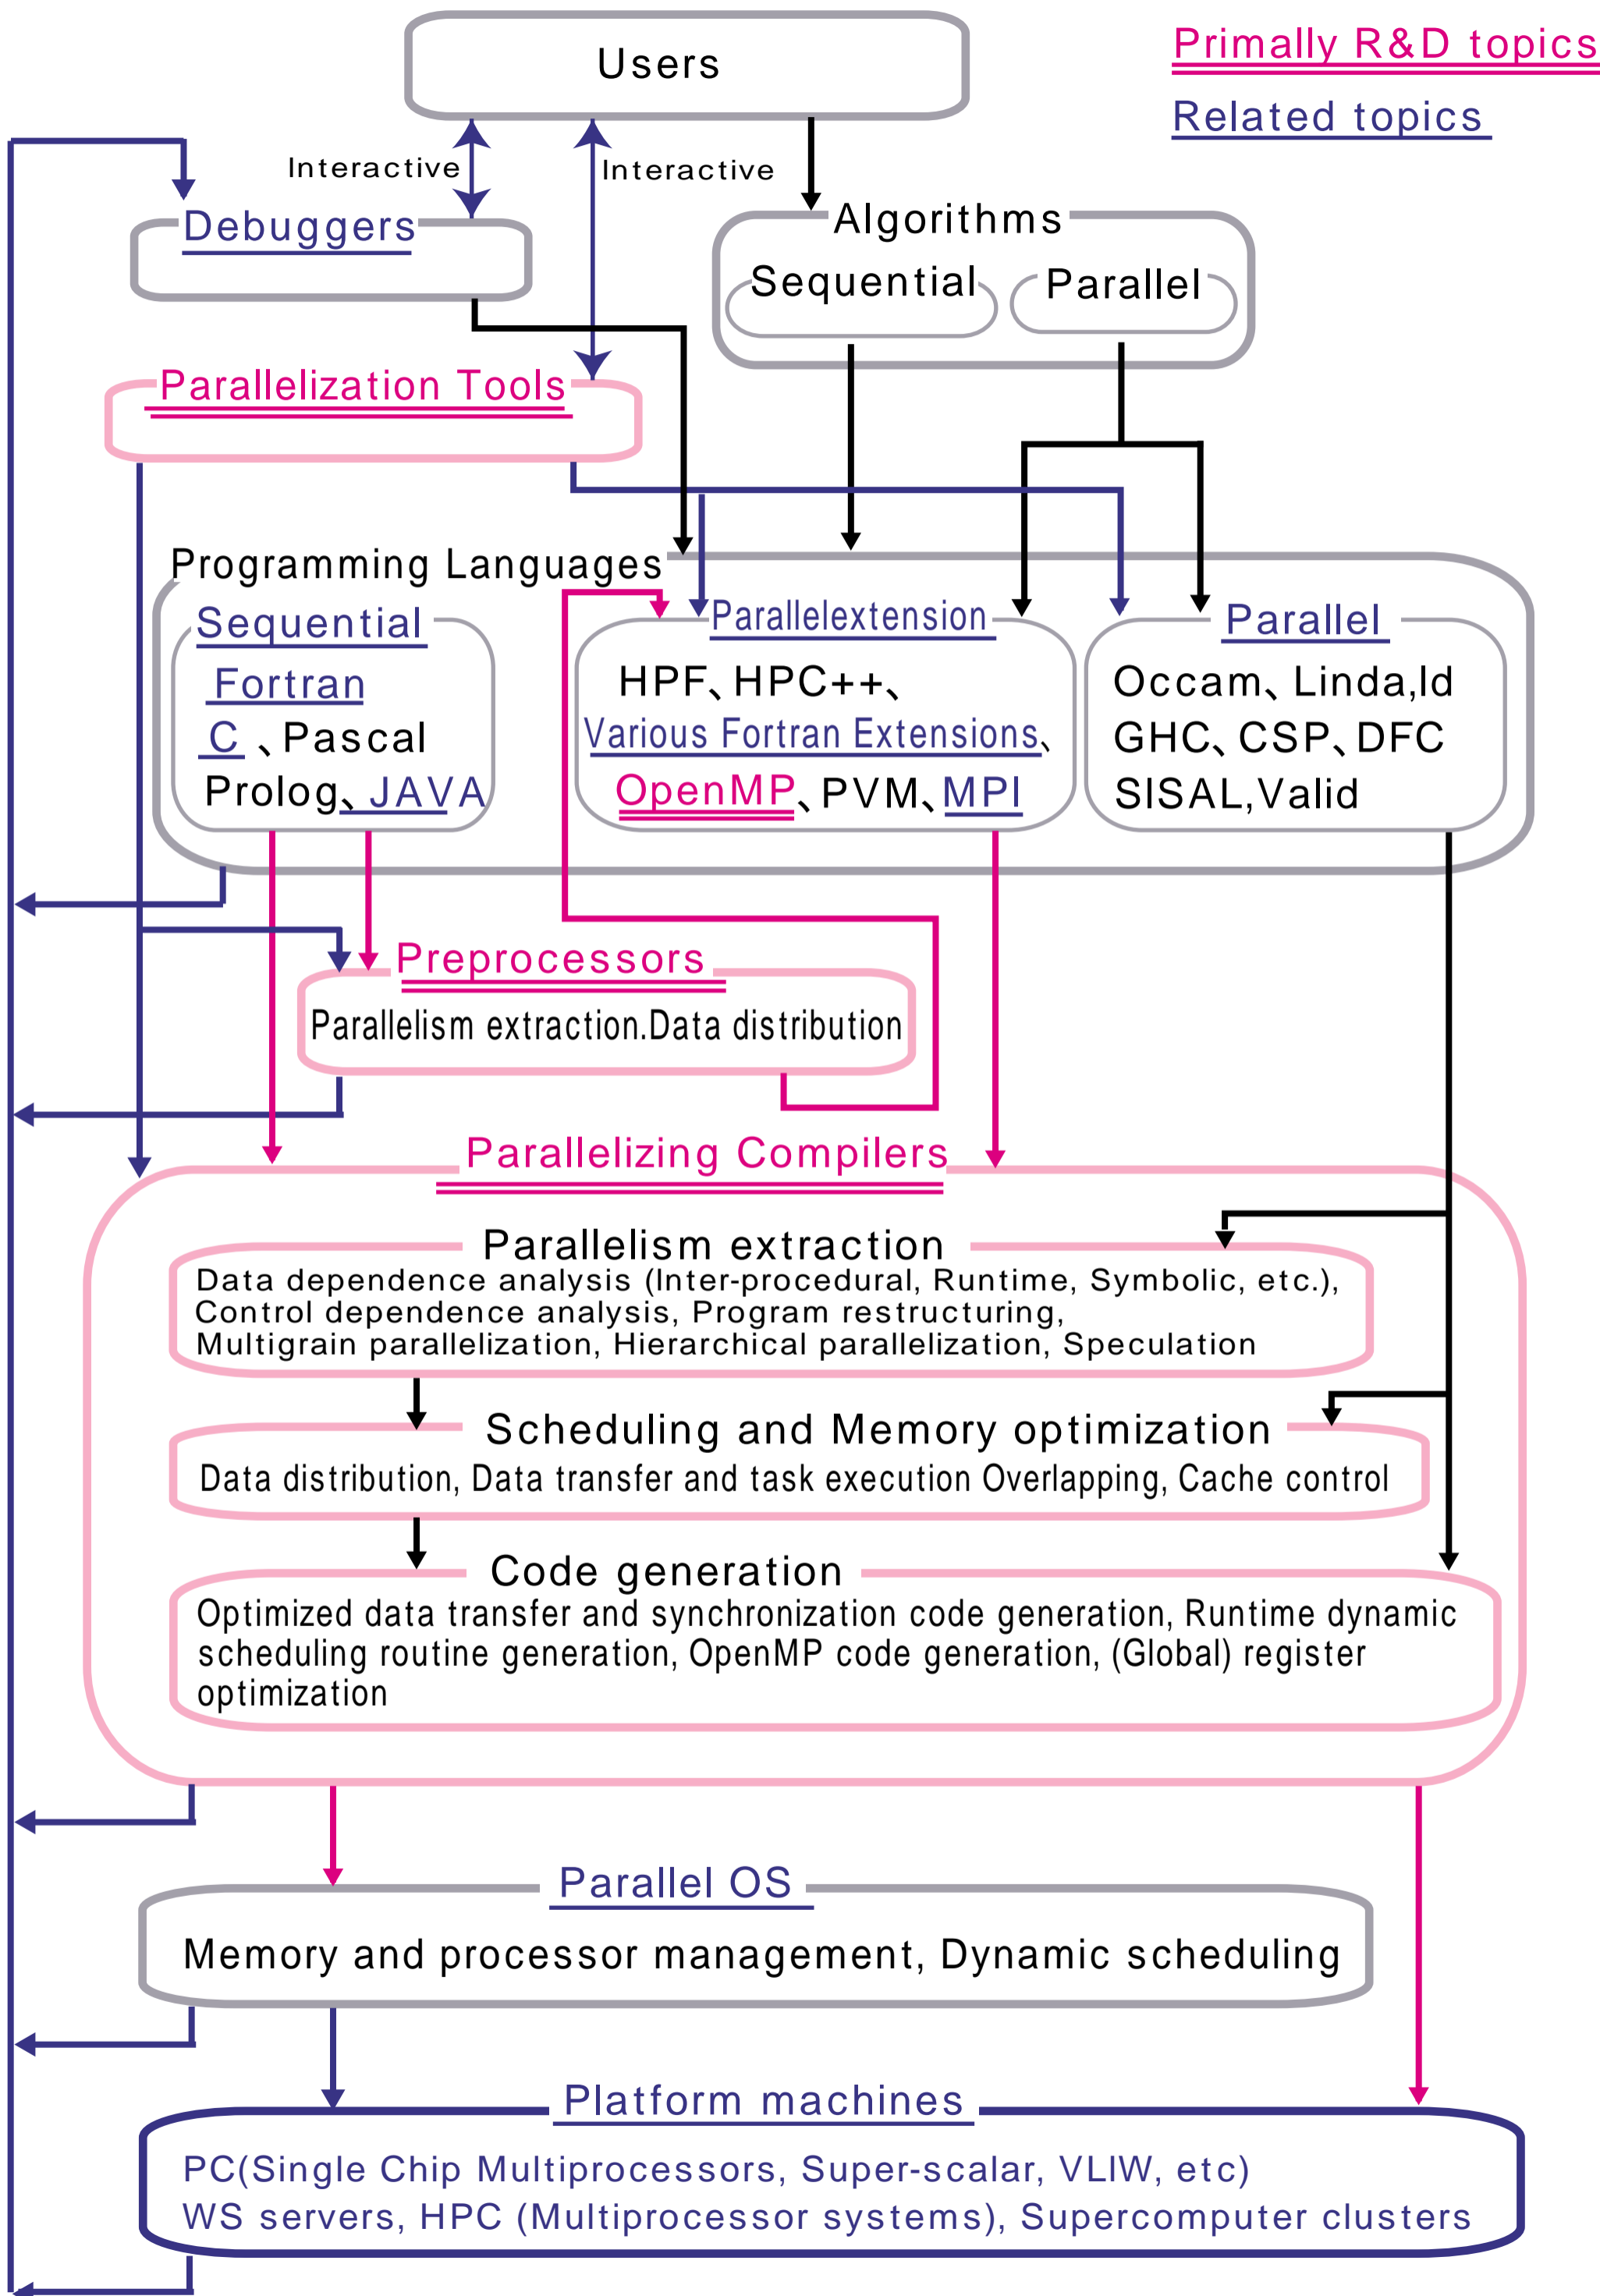 Users
Primally R&D topics
Related topics
Interactive
Interactive
Debuggers
Algorithms
Sequential
Parallel
Parallelization Tools
Programming Languages
Sequential
Fortran
C、Pascal
Prolog、JAVA
Parallelextension
HPF、HPC++、
Various Fortran Extensions、
OpenMP、PVM、MPI
Parallel
Occam、Linda,Id
GHC、CSP、DFC
SISAL,Valid
Preprocessors
Parallelism extraction.Data distribution
Parallelizing Compilers
Parallelism extraction
Data dependence analysis (Inter-procedural, Runtime, Symbolic, etc.),
Control dependence analysis, Program restructuring,
Multigrain parallelization, Hierarchical parallelization, Speculation
Scheduling and Memory optimization
Data distribution, Data transfer and task execution Overlapping, Cache control
Code generation
Optimized data transfer and synchronization code generation, Runtime dynamic
scheduling routine generation, OpenMP code generation, (Global) register
optimization
Parallel OS
Memory and processor management, Dynamic scheduling
Platform machines
PC(Single Chip Multiprocessors, Super-scalar, VLIW, etc)
WS servers, HPC (Multiprocessor systems), Supercomputer clusters